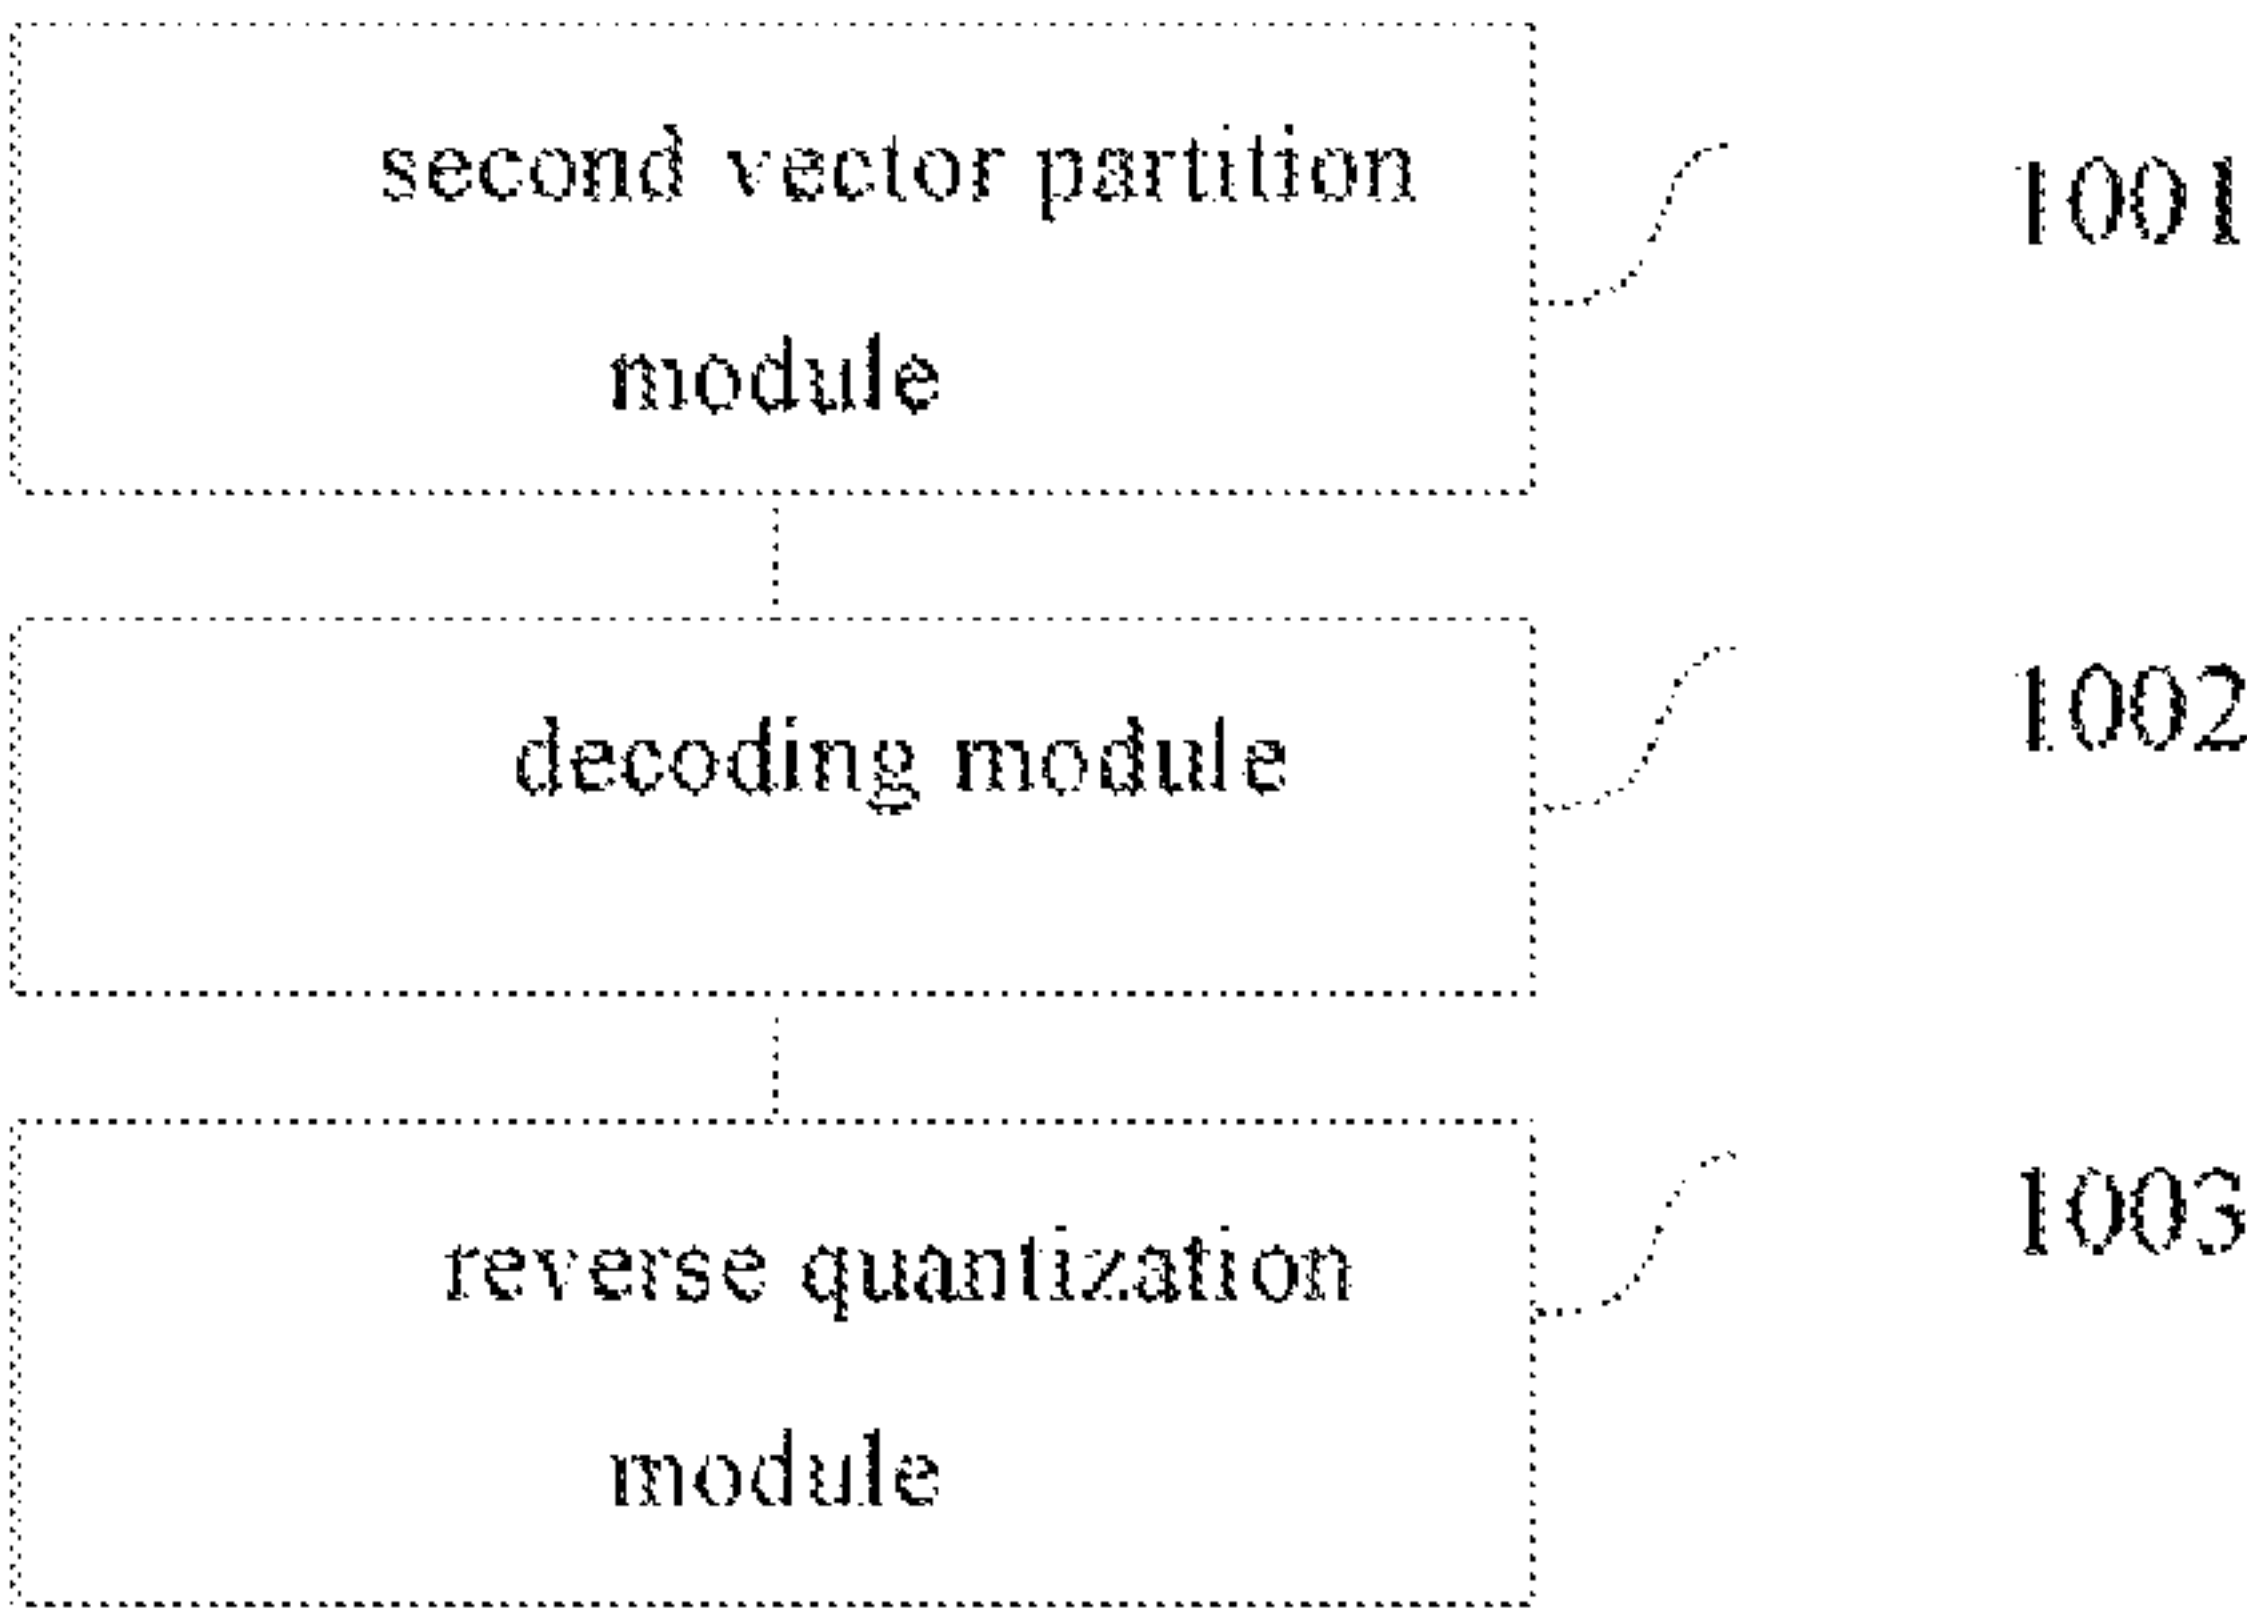 second vector partition
module
1001
decoding module
1002
reverse quantization
module
1003